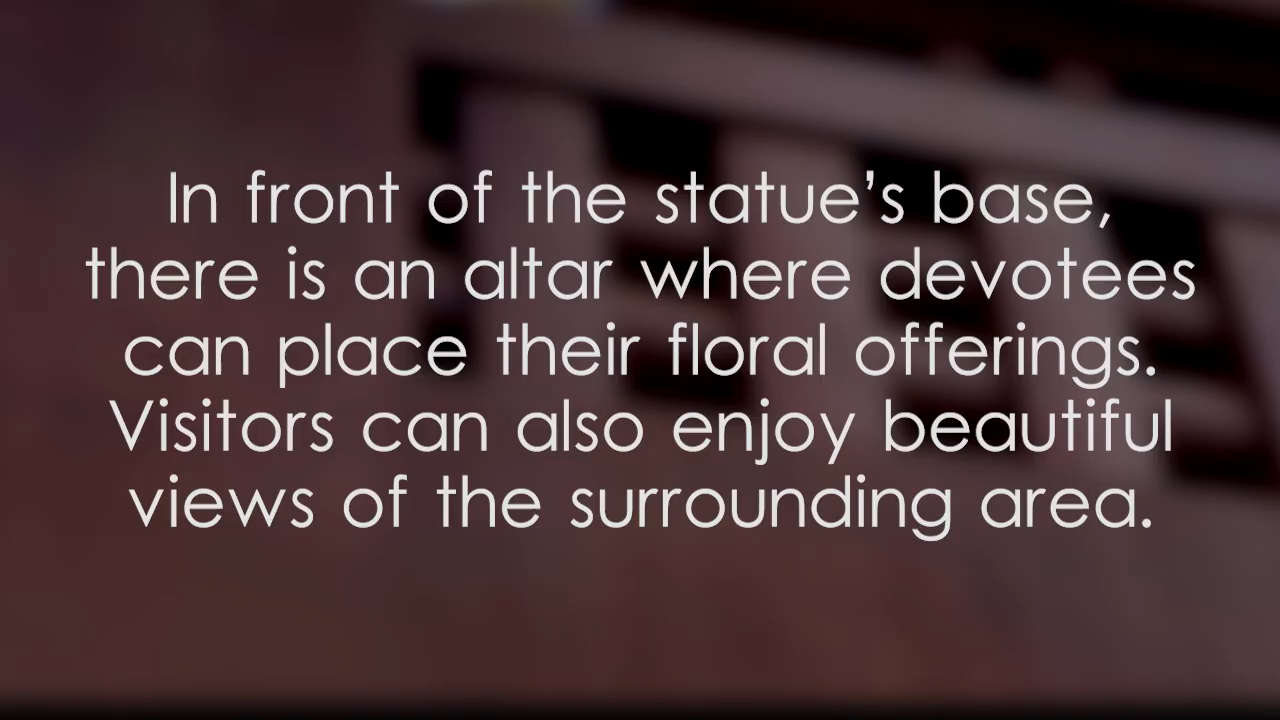 In front of the statue’s base,
there is an altar where devotees
can place their floral offerings.
Visitors can also enjoy beautiful
views of the surrounding area.